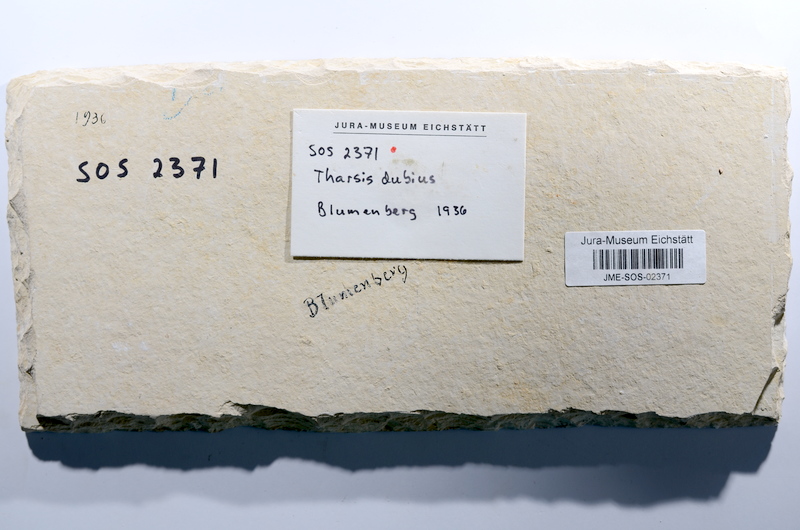 1936
SOS 2371
JURA-MUSEUM EICHSTÄTT
SOS 2371
Tharsis dubius
Blumenberg 1936
Blumenberg
Jura-Museum Eichstätt
JME-SOS-02371